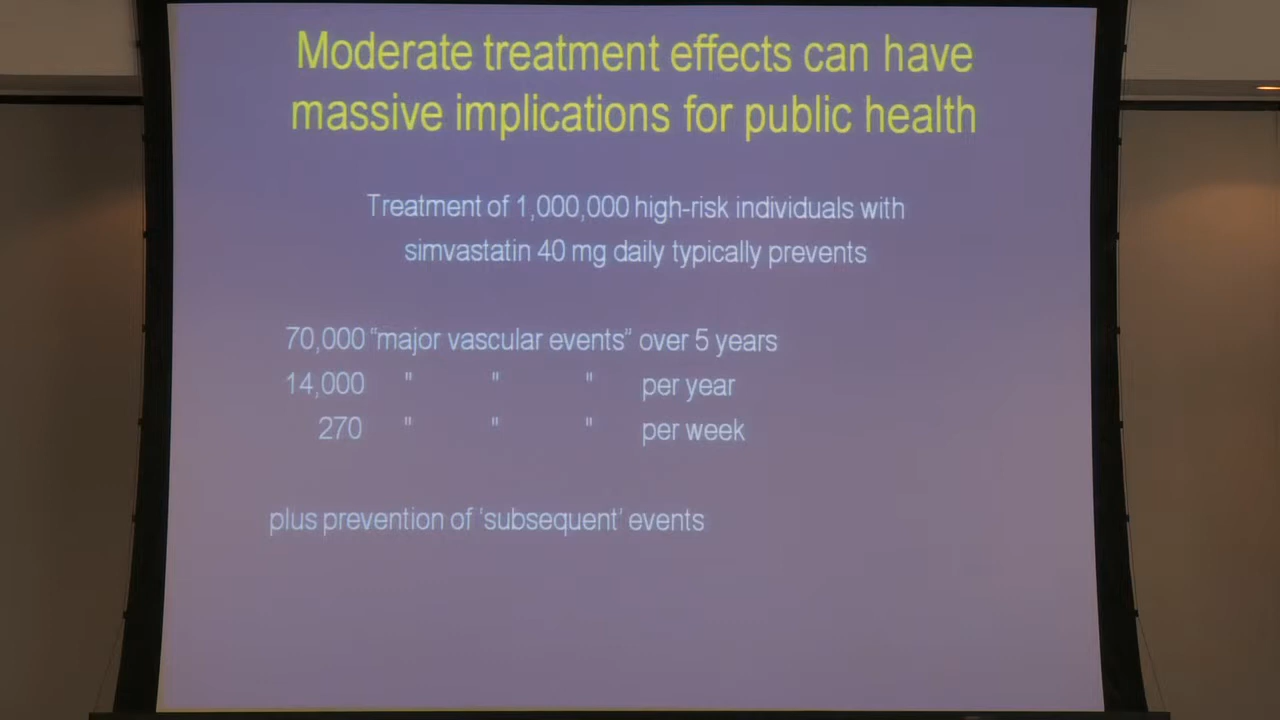 Moderate treatment effects can have
massive implications for public health
Treatment of 1,000,000 high-risk individuals with
simvastatin 40 mg daily typically prevents
70,000 “major vascular events” over 5 years
14,000 " " " per year
270 " " " per week
plus prevention of ‘subsequent’ events